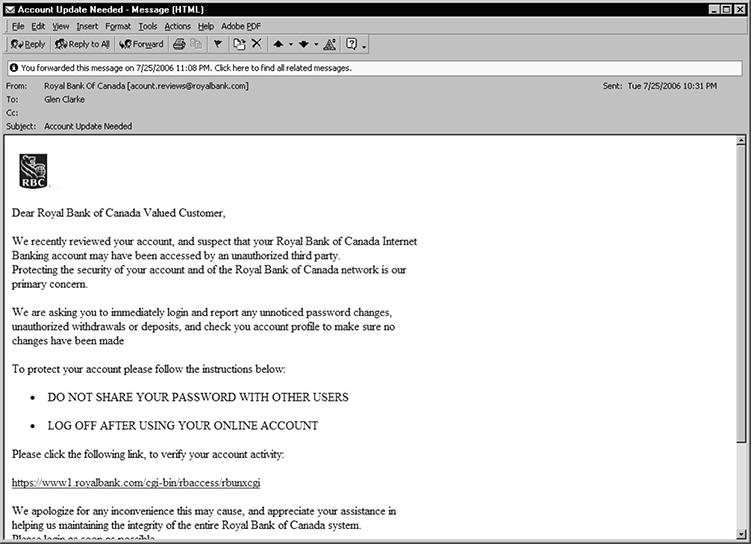 Account Update Needed - Message (HTML)
File Edit View Insert Format Tools Actions Help Adobe PDF
Reply Reply to All Forward
You forwarded this message on 7/25/2006 11:08 PM. Click here to find all related messages.
From: Royal Bank Of Canada [acount.reviews@royalbank.com] Sent: Tue 7/25/2006 10:31 PM
To: Glen Clarke
Cc:
Subject: Account Update Needed
RBC
Dear Royal Bank of Canada Valued Customer,
We recently reviewed your account, and suspect that your Royal Bank of Canada Internet
Banking account may have been accessed by an unauthorized third party.
Protecting the security of your account and of the Royal Bank of Canada network is our
primary concern.
We are asking you to immediately login and report any unnoticed password changes,
unauthorized withdrawals or deposits, and check you account profile to make sure no
changes have been made
To protect your account please follow the instructions below:
• DO NOT SHARE YOUR PASSWORD WITH OTHER USERS
• LOG OFF AFTER USING YOUR ONLINE ACCOUNT
Please click the following link, to verify your account activity:
https://www1.royalbank.com/cgi-bin/rbaccess/rbunxcgi
We apologize for any inconvenience this may cause, and appreciate your assistance in
helping us maintaining the integrity of the entire Royal Bank of Canada system.
Please login as soon as possible